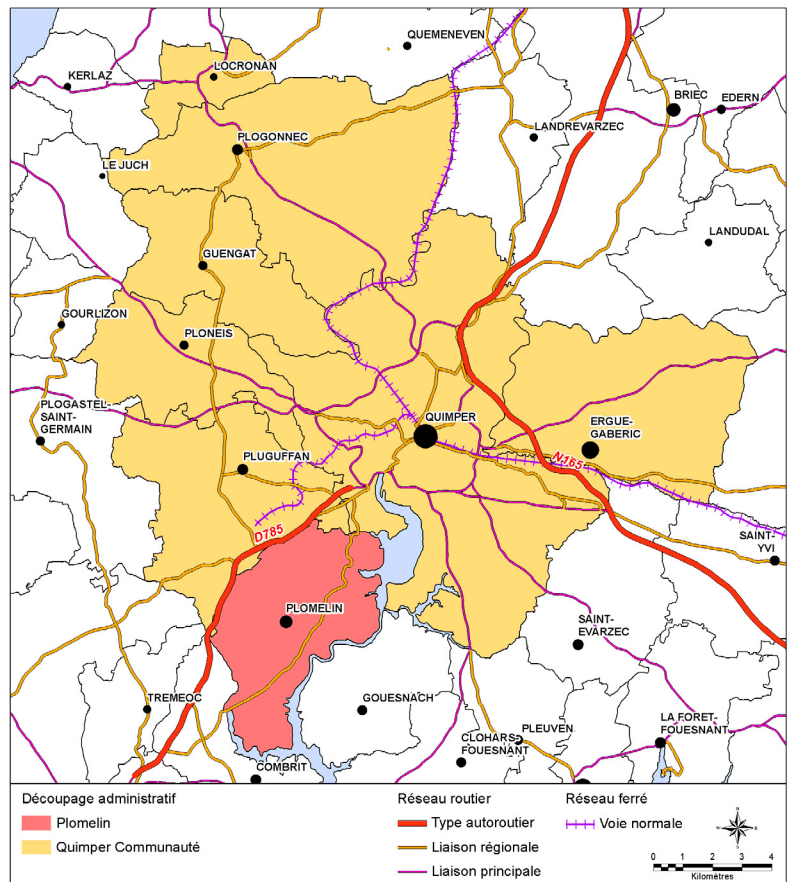 QUEMENEVEN
KERLAZ
LOCRONAN
BRIEC
EDERN
PLOGONNEC
LANDREVARZEC
LE JUCH
LANDUDAL
GUENGAT
GOURLIZON
PLONEIS
PLOGASTEL-
SAINT-
GERMAIN
QUIMPER
ERGUE-
GABERIC
PLUGUFFAN
N165
D785
SAINT-
YVI
PLOMELIN
SAINT-
EVARZEC
TREMEOC
GOUESNACH
CLOHARS-
FOUESNANT
PLEUVEN
LA FORET-
FOUESNANT
COMBRIT
Découpage administratif
Plomelin
Quimper Communauté
Réseau routier
Type autoroutier
Liaison régionale
Liaison principale
Réseau ferré
Voie normale
0 1 2 3 4
Kilomètres